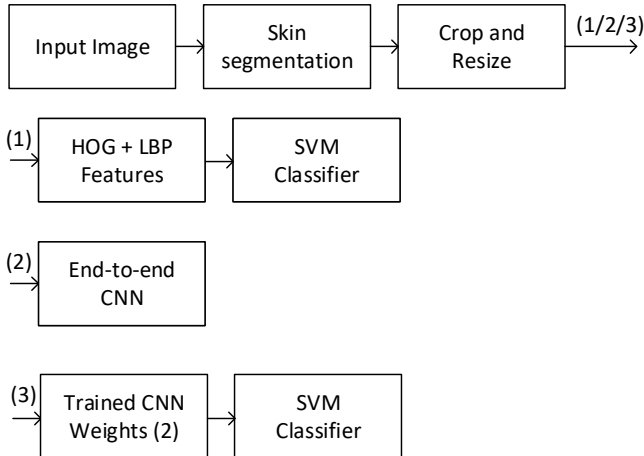 Input Image
Skin
segmentation
Crop and
Resize
(1/2/3)
(1)
HOG + LBP
Features
SVM
Classifier
(2)
End-to-end
CNN
(3)
Trained CNN
Weights (2)
SVM
Classifier